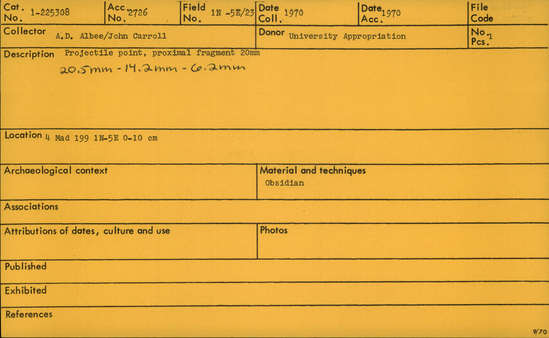 Cat. No. 1-225308 Acc. No. 2726 Field No. 1N -5E/23 Date Coll. 1970 Date Acc. 1970 File Code
Collector A.D. Albee/John Carroll Donor University Appropriation No. Pcs. 1
Description Projectile point, proximal fragment 20mm
20.5mm - 14.2mm - 6.2mm
Location 4 Mad 199 1N-5E 0-10 cm
Archaeological context Material and techniques
Obsidian
Associations
Attributions of dates, culture and use Photos
Published
Exhibited
References
9/70